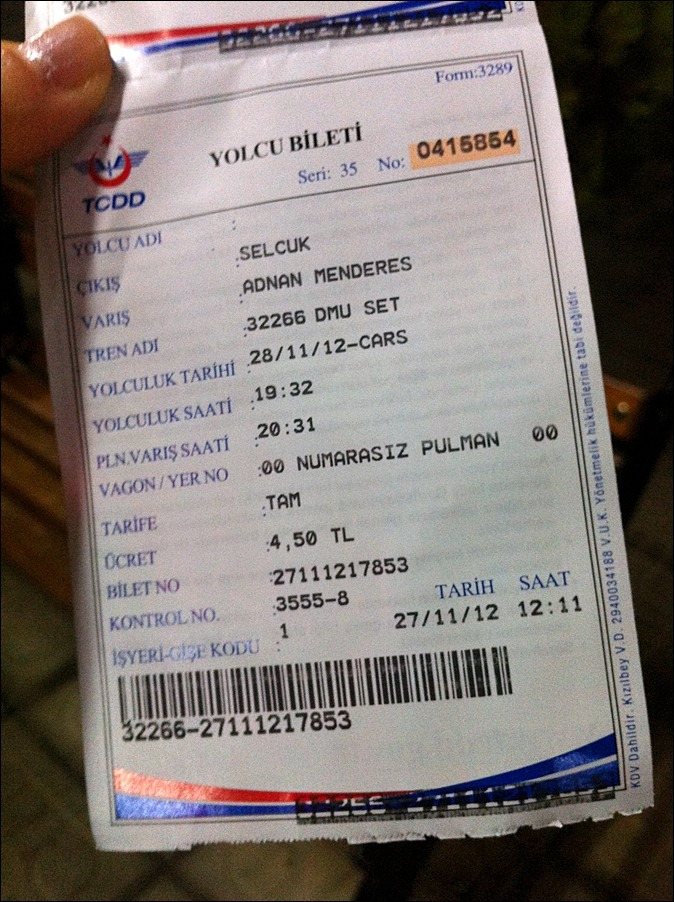 Form:3289
YOLCU BİLETİ
Seri: 35 No: 0415854
TCDD
YOLCU ADI :
ÇIKIŞ :SELCUK
VARIŞ :ADNAN MENDERES
TREN ADI :32266 DMU SET
YOLCULUK TARİHİ :28/11/12-CARS
YOLCULUK SAATİ :19:32
PLN.VARIŞ SAATİ :20:31
VAGON / YER NO :00 NUMARASIZ PULMAN 00
TARİFE :TAM
ÜCRET :4,50 TL
BİLET NO :27111217853
KONTROL NO. :3555-8 TARİH SAAT
İŞYERİ-GİŞE KODU : 1 27/11/12 12:11
32266-27111217853
KDV Dahildir. Kızılbey V.D. 2940034188 V.U.K. Yönetmelik hükümlerine tabi değildir.